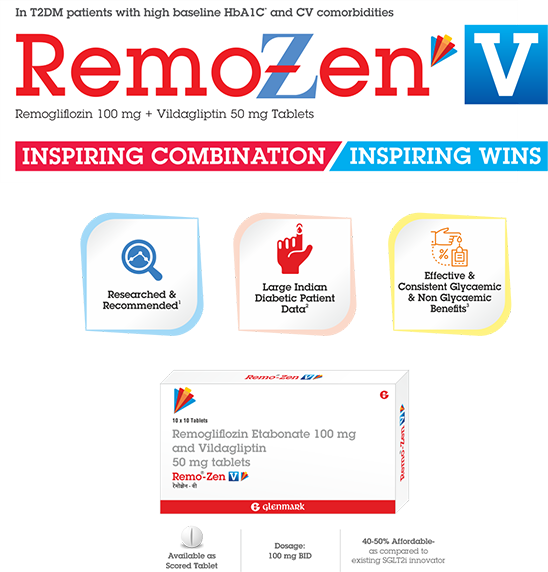 In T2DM patients with high baseline HbA1C* and CV comorbidities
RemoZen V
Remogliflozin 100 mg + Vildagliptin 50 mg Tablets
INSPIRING COMBINATION / INSPIRING WINS
Researched &
Recommended¹
Large Indian
Diabetic Patient
Data²
%
Effective &
Consistent Glycaemic
& Non Glycaemic
Benefits³
Remo-Zen V
10 x 10 Tablets
Remogliflozin Etabonate 100 mg
and Vildagliptin
50 mg tablets
Remo®-Zen V
रेमोज़ेन - वी
Remo-Zen V
G glenmark
Available as
Scored Tablet
Dosage:
100 mg BID
40-50% Affordable-
as compared to
existing SGLT2i innovator